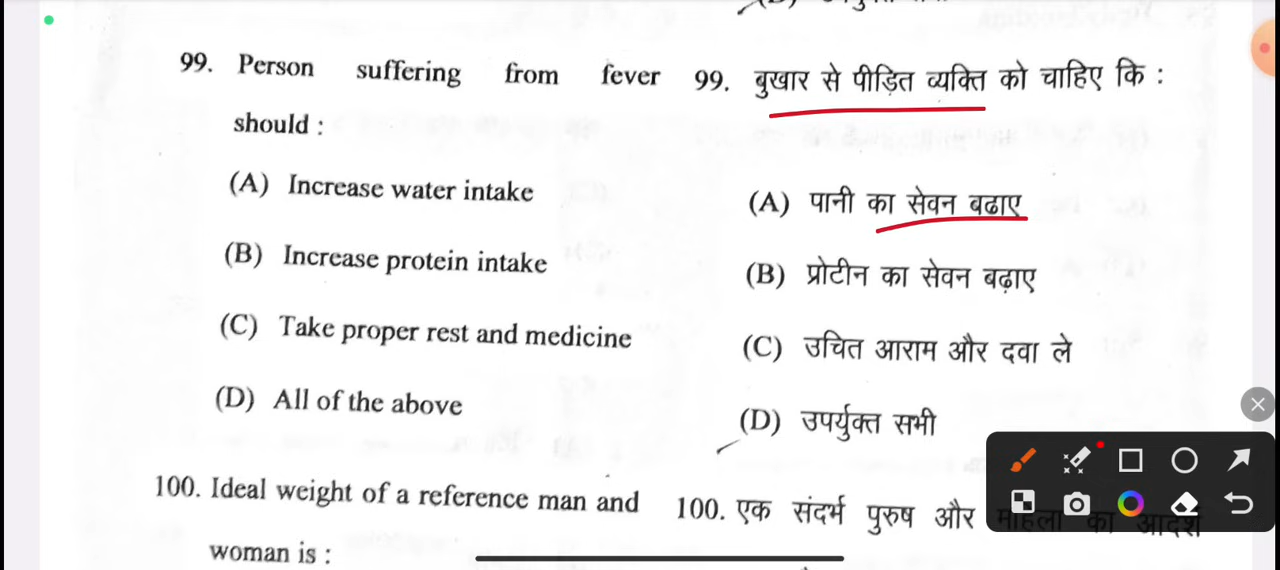 99. Person suffering from fever
should :
(A) Increase water intake
(B) Increase protein intake
(C) Take proper rest and medicine
(D) All of the above
100. Ideal weight of a reference man and
woman is :
99. बुखार से पीड़ित व्यक्ति को चाहिए कि :
(A) पानी का सेवन बढाए
(B) प्रोटीन का सेवन बढ़ाए
(C) उचित आराम और दवा ले
(D) उपर्युक्त सभी
100. एक संदर्भ पुरुष और महिला का आदर्श